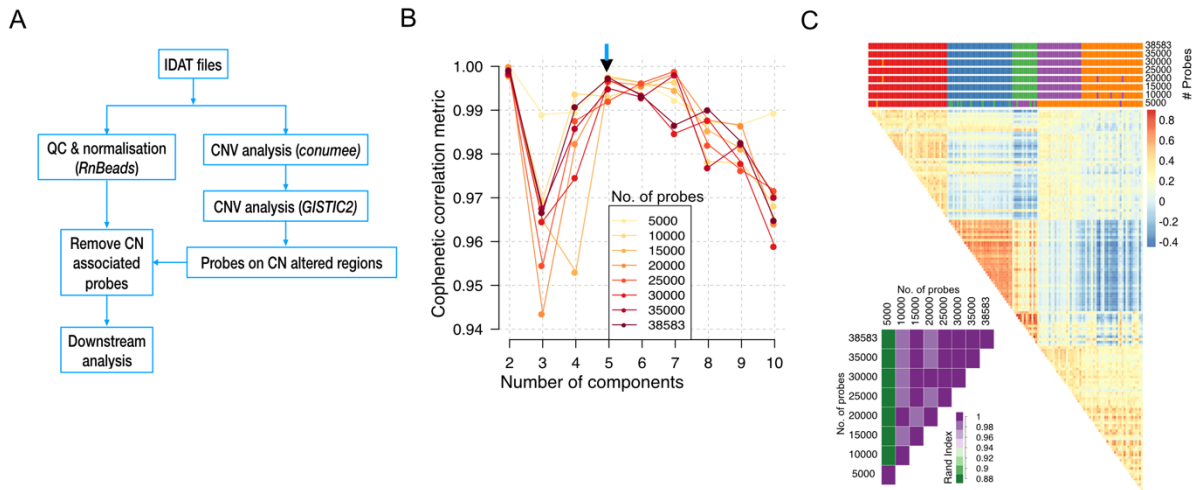 A
IDAT files
QC & normalisation
(RnBeads)
CNV analysis (conumee)
CNV analysis (GISTIC2)
Remove CN
associated
probes
Probes on CN altered regions
Downstream
analysis
B
Cophenetic correlation metric
1.00
0.99
0.98
0.97
0.96
0.95
0.94
No. of probes
5000
10000
15000
20000
25000
30000
35000
38583
2 3 4 5 6 7 8 9 10
Number of components
C
38583
35000
30000
25000
20000
15000
10000
5000
# Probes
0.8
0.6
0.4
0.2
0
-0.2
-0.4
No. of probes
5000 10000 15000 20000 25000 30000 35000 38583
No. of probes
38583
35000
30000
25000
20000
15000
10000
5000
Rand Index
1
0.98
0.96
0.94
0.92
0.9
0.88